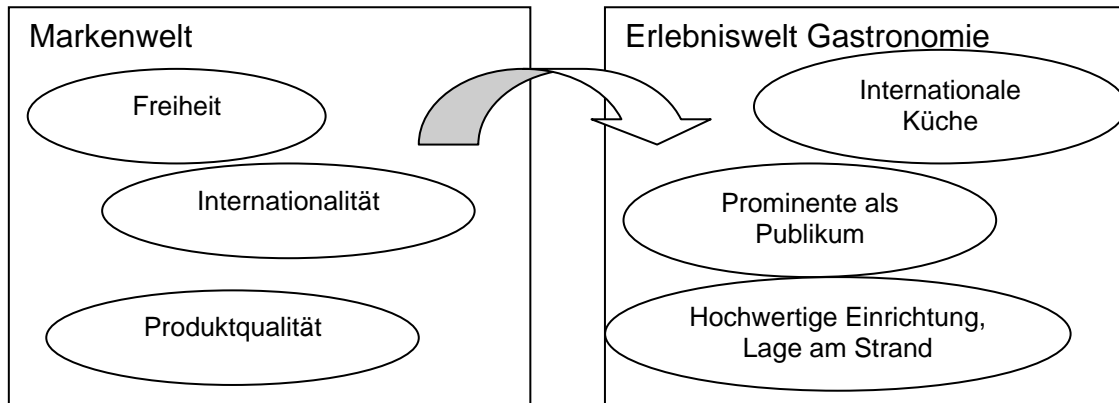 Markenwelt
Freiheit
Internationalität
Produktqualität
Erlebniswelt Gastronomie
Internationale
Küche
Prominente als
Publikum
Hochwertige Einrichtung,
Lage am Strand